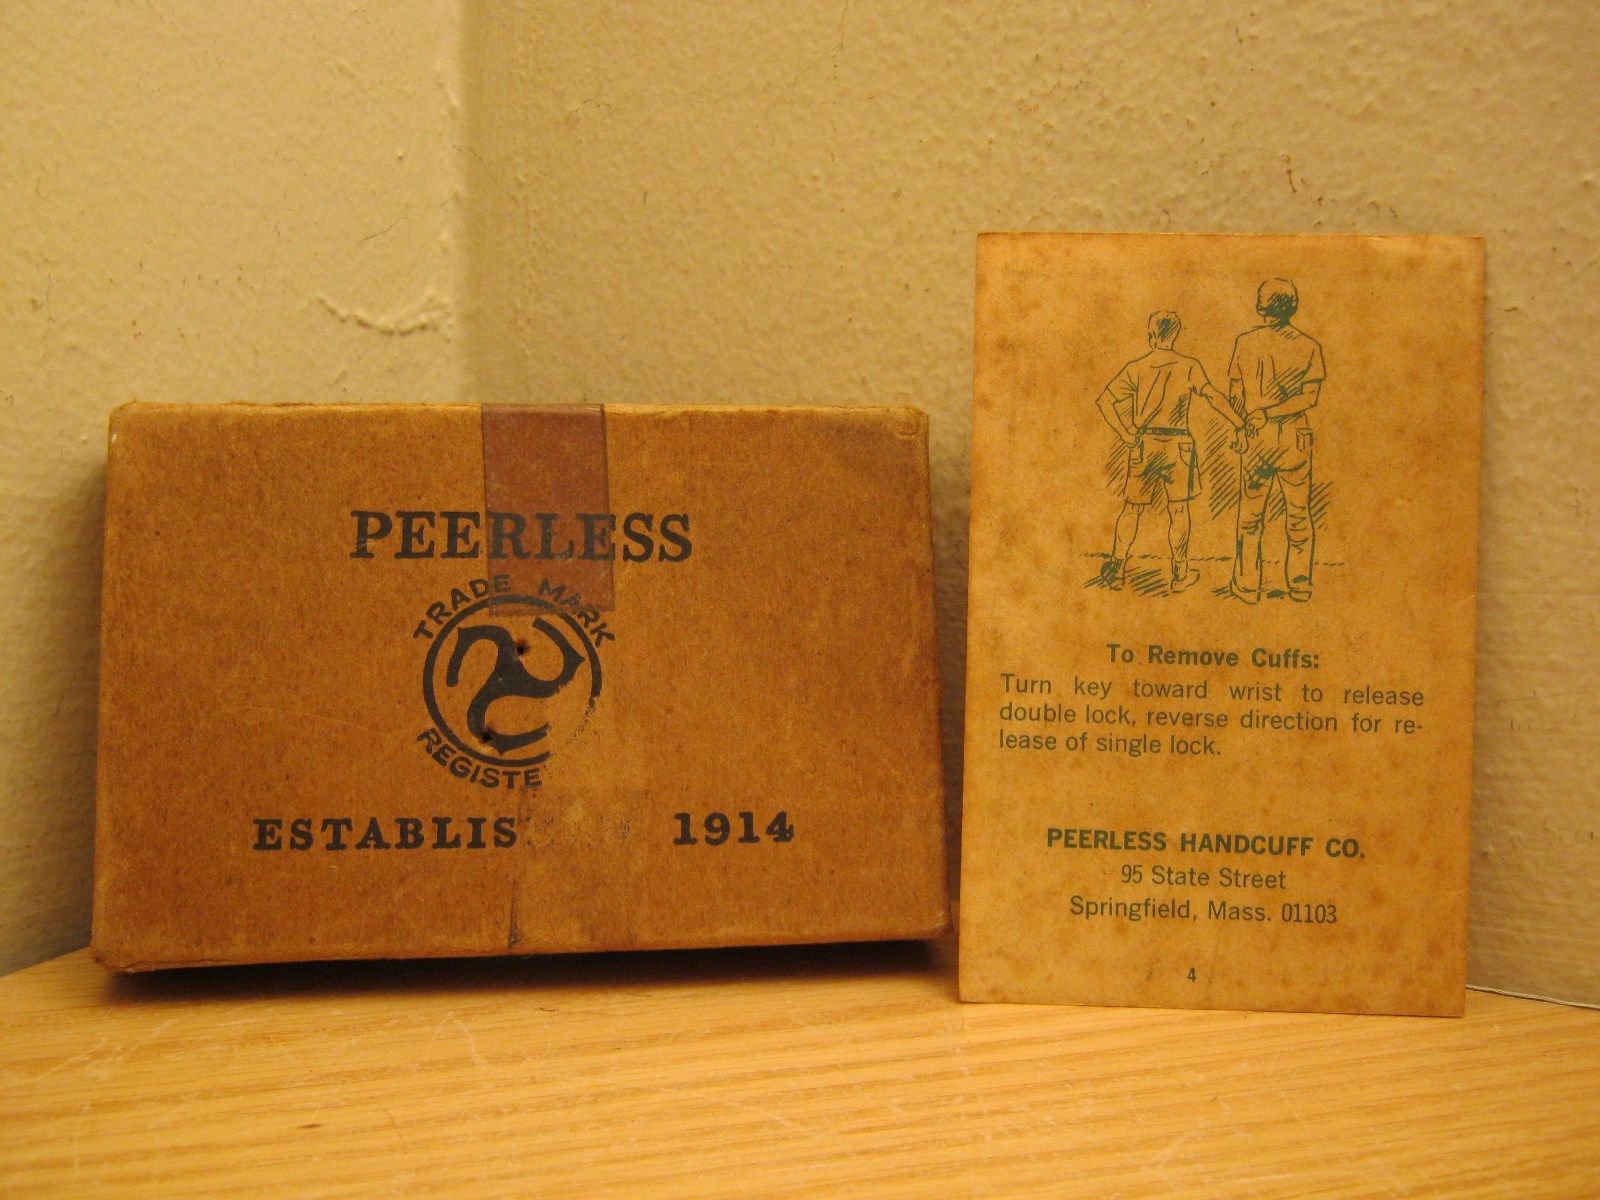 PEERLESS
TRADE MARK
REGISTE
ESTABLIS 1914
To Remove Cuffs:
Turn key toward wrist to release
double lock, reverse direction for re-
lease of single lock.
PEERLESS HANDCUFF CO.
95 State Street
Springfield, Mass. 01103
4